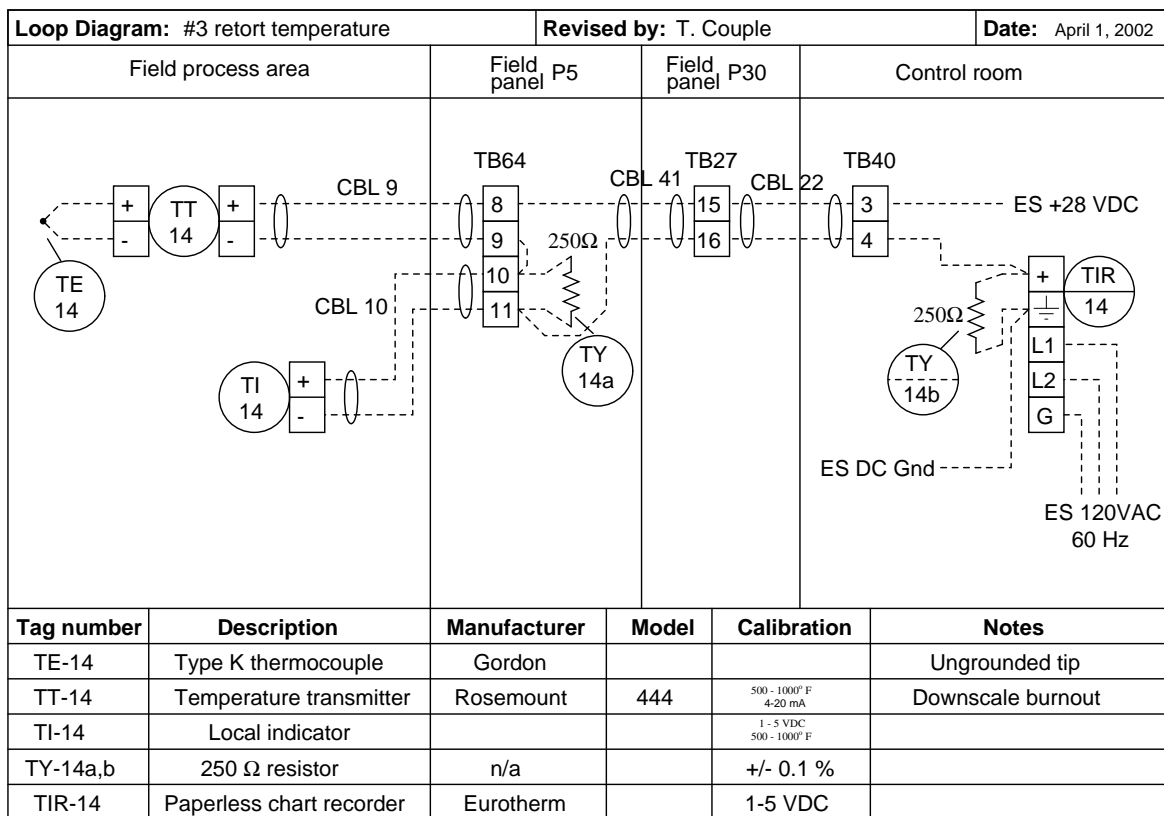 Loop Diagram: #3 retort temperature Revised by: T. Couple Date: April 1, 2002
Field process area
Field panel P5
Field panel P30
Control room
TB64
TB27
TB40
CBL 9
CBL 41
CBL 22
+
-
TT
14
+
-
8
9
10
11
15
16
3
4
ES +28 VDC
250Ω
TE
14
CBL 10
TI
14
+
-
TY
14a
250Ω
TY
14b
+
TIR
14
L1
L2
G
ES DC Gnd
ES 120VAC
60 Hz
Tag number Description Manufacturer Model Calibration Notes
TE-14 Type K thermocouple Gordon Ungrounded tip
TT-14 Temperature transmitter Rosemount 444 500 - 1000° F
4-20 mA
Downscale burnout
TI-14 Local indicator 1 - 5 VDC
500 - 1000° F
TY-14a,b 250 Ω resistor n/a +/- 0.1 %
TIR-14 Paperless chart recorder Eurotherm 1-5 VDC